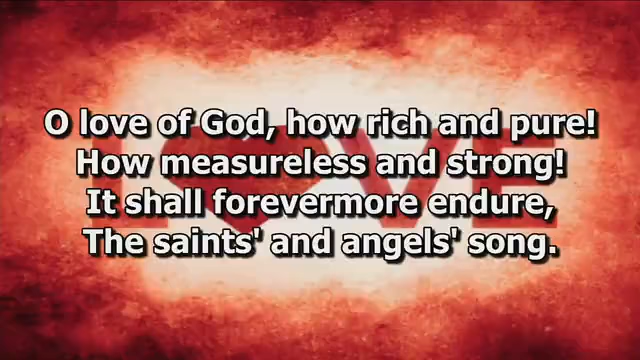 O love of God, how rich and pure!
How measureless and strong!
It shall forevermore endure,
The saints' and angels' song.
L VE